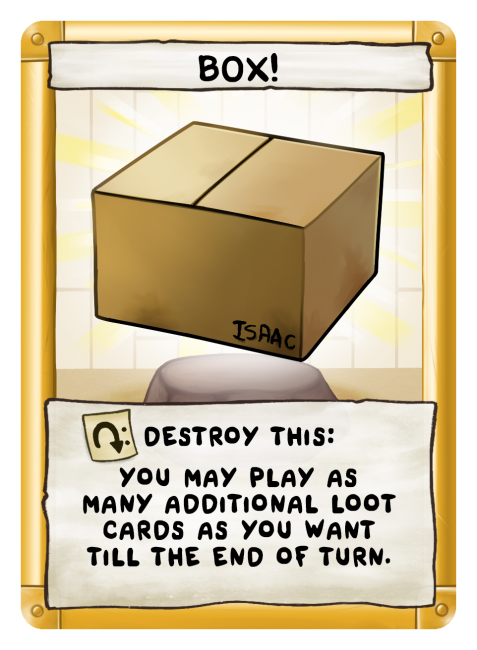 BOX!
ISAAC
: DESTROY THIS:
YOU MAY PLAY AS
MANY ADDITIONAL LOOT
CARDS AS YOU WANT
TILL THE END OF TURN.